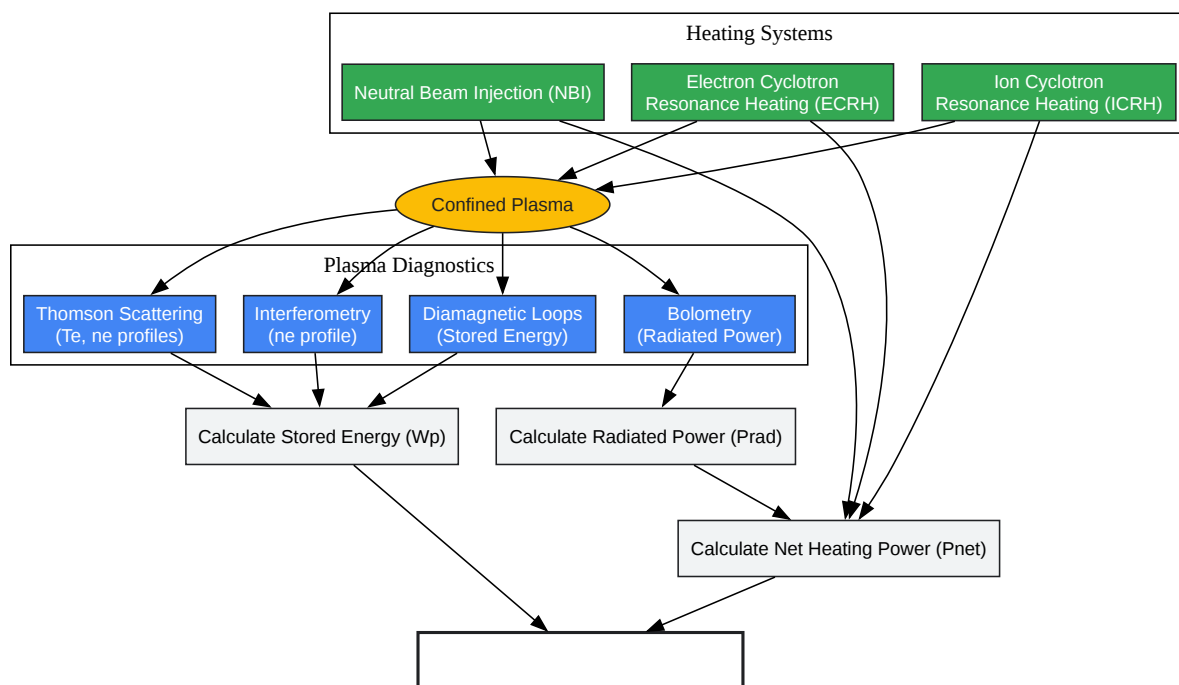 Heating Systems
Neutral Beam Injection (NBI)
Electron Cyclotron
Resonance Heating (ECRH)
Ion Cyclotron
Resonance Heating (ICRH)
Confined Plasma
Plasma Diagnostics
Thomson Scattering
(Te, ne profiles)
Interferometry
(ne profile)
Diamagnetic Loops
(Stored Energy)
Bolometry
(Radiated Power)
Calculate Stored Energy (Wp)
Calculate Radiated Power (Prad)
Calculate Net Heating Power (Pnet)